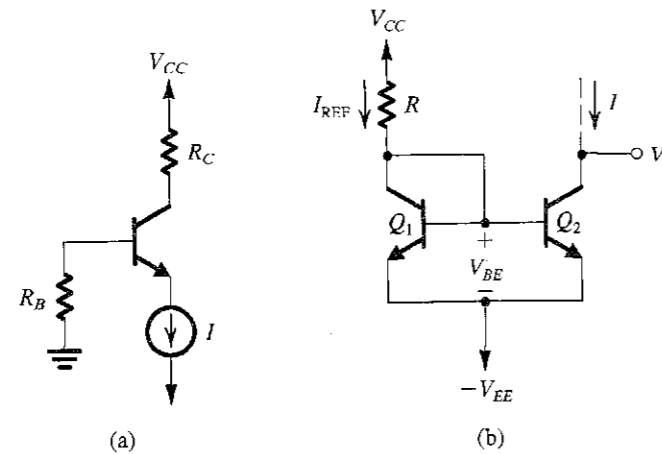 V_CC
R_C
R_B
I
(a)
V_CC
I_REF
R
I
V
Q_1
Q_2
+
V_BE
−
−V_EE
(b)